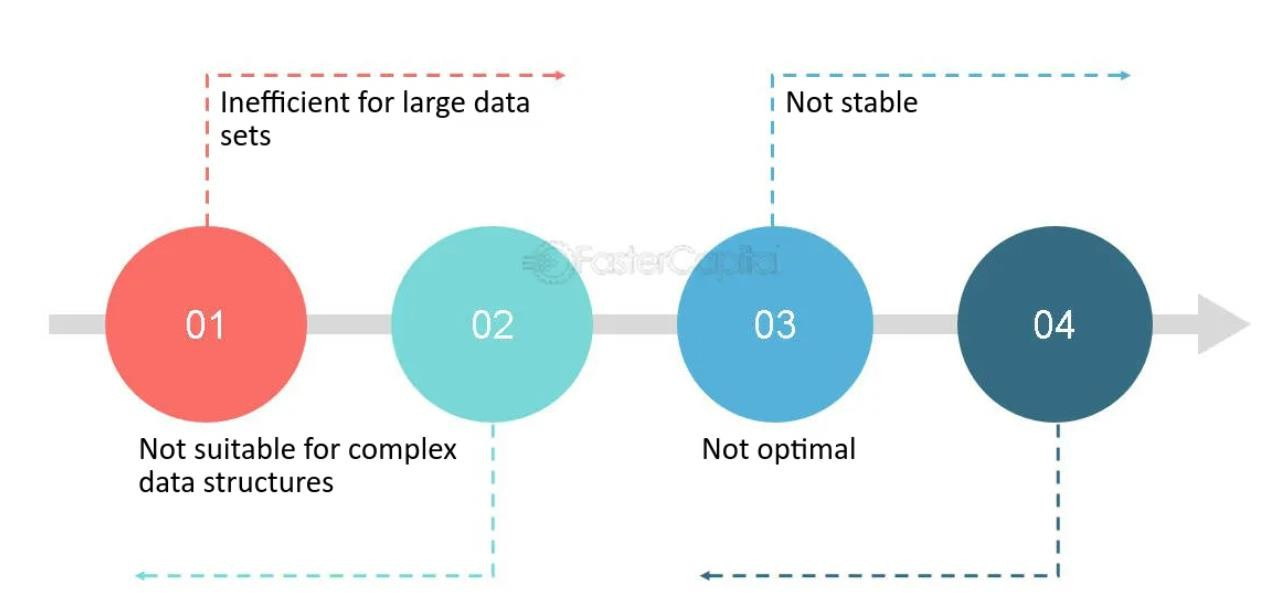 Inefficient for large data
sets
Not stable
FasterCapital
01
02
03
04
Not suitable for complex
data structures
Not optimal